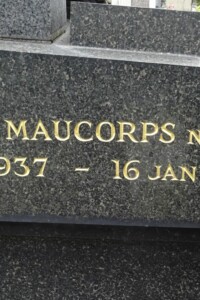 MAUCORPS N
937 - 16 JAN